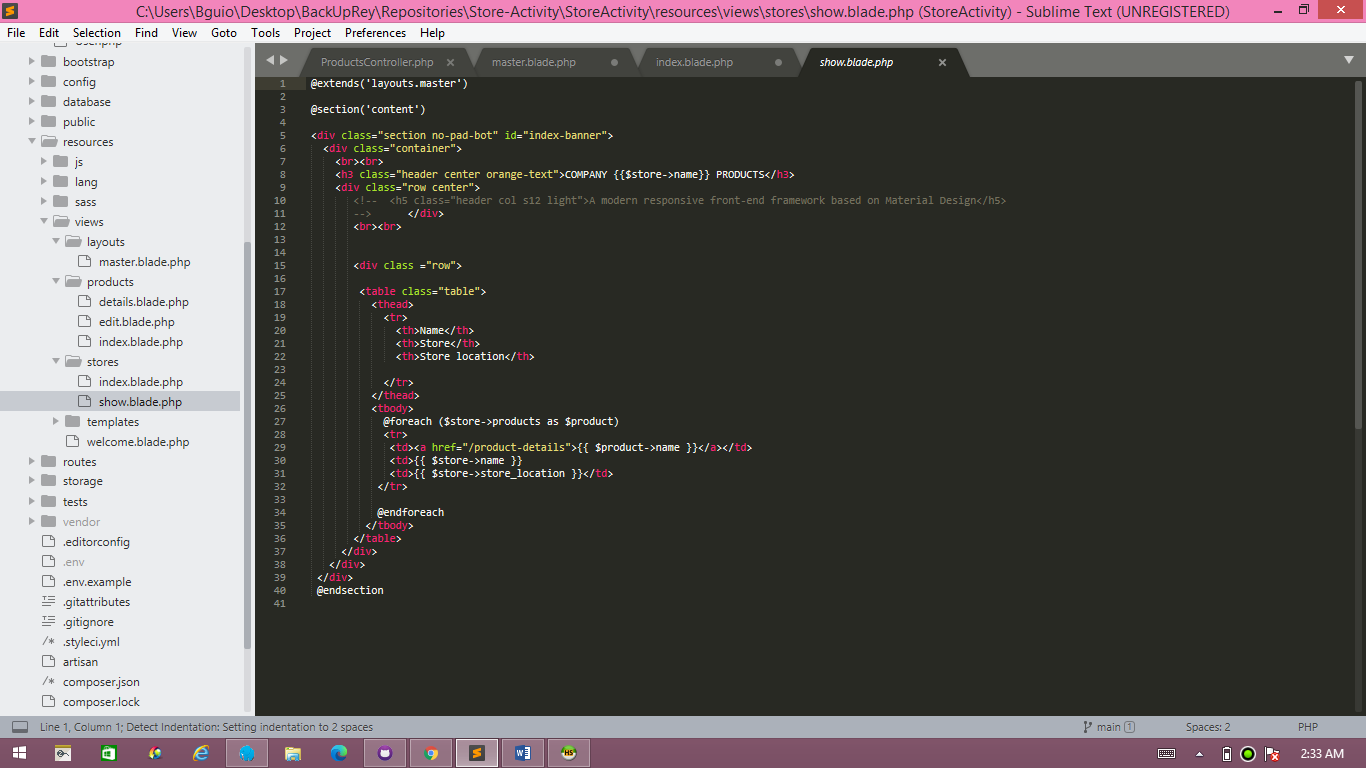 C:\Users\Bguio\Desktop\BackUpRey\Repositories\Store-Activity\StoreActivity\resources\views\stores\show.blade.php (StoreActivity) - Sublime Text (UNREGISTERED)
File Edit Selection Find View Goto Tools Project Preferences Help
User.php
bootstrap
config
database
public
resources
js
lang
sass
views
layouts
master.blade.php
products
details.blade.php
edit.blade.php
index.blade.php
stores
index.blade.php
show.blade.php
templates
welcome.blade.php
routes
storage
tests
vendor
.editorconfig
.env
.env.example
.gitattributes
.gitignore
/* .styleci.yml
artisan
/* composer.json
composer.lock
ProductsController.php × master.blade.php index.blade.php show.blade.php ×
1 @extends('layouts.master')
2
3 @section('content')
4
5 <div class="section no-pad-bot" id="index-banner">
6 <div class="container">
7 <br><br>
8 <h3 class="header center orange-text">COMPANY {{$store->name}} PRODUCTS</h3>
9 <div class="row center">
10 <!--  <h5 class="header col s12 light">A modern responsive front-end framework based on Material Design</h5>
11 -->      </div>
12 <br><br>
13
14
15 <div class ="row">
16
17 <table class="table">
18 <thead>
19 <tr>
20 <th>Name</th>
21 <th>Store</th>
22 <th>Store location</th>
23
24 </tr>
25 </thead>
26 <tbody>
27 @foreach ($store->products as $product)
28 <tr>
29 <td><a href="/product-details">{{ $product->name }}</a></td>
30 <td>{{ $store->name }}
31 <td>{{ $store->store_location }}</td>
32 </tr>
33
34 @endforeach
35 </tbody>
36 </table>
37 </div>
38 </div>
39 </div>
40 @endsection
41
Line 1, Column 1; Detect Indentation: Setting indentation to 2 spaces main 1 Spaces: 2 PHP
2:33 AM